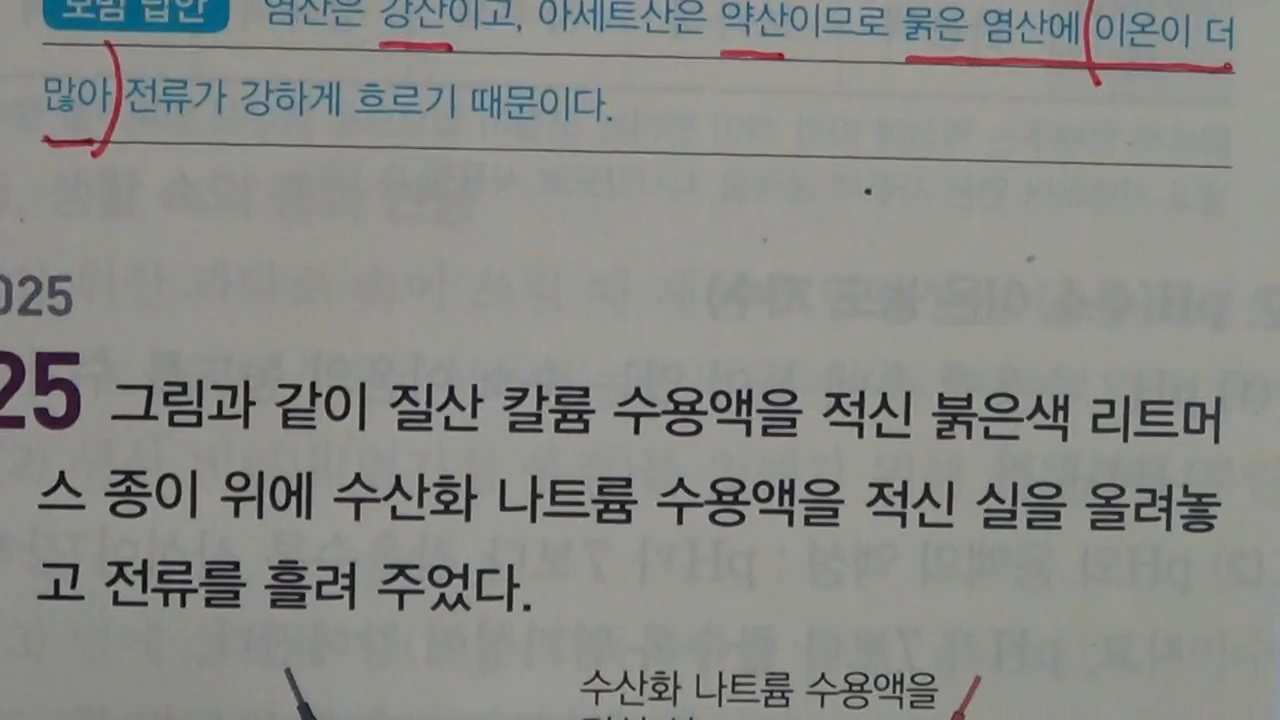 모범 답안 염산은 강산이고, 아세트산은 약산이므로 묽은 염산에 이온이 더
많아 전류가 강하게 흐르기 때문이다.
025
25 그림과 같이 질산 칼륨 수용액을 적신 붉은색 리트머
스 종이 위에 수산화 나트륨 수용액을 적신 실을 올려놓
고 전류를 흘려 주었다.
수산화 나트륨 수용액을